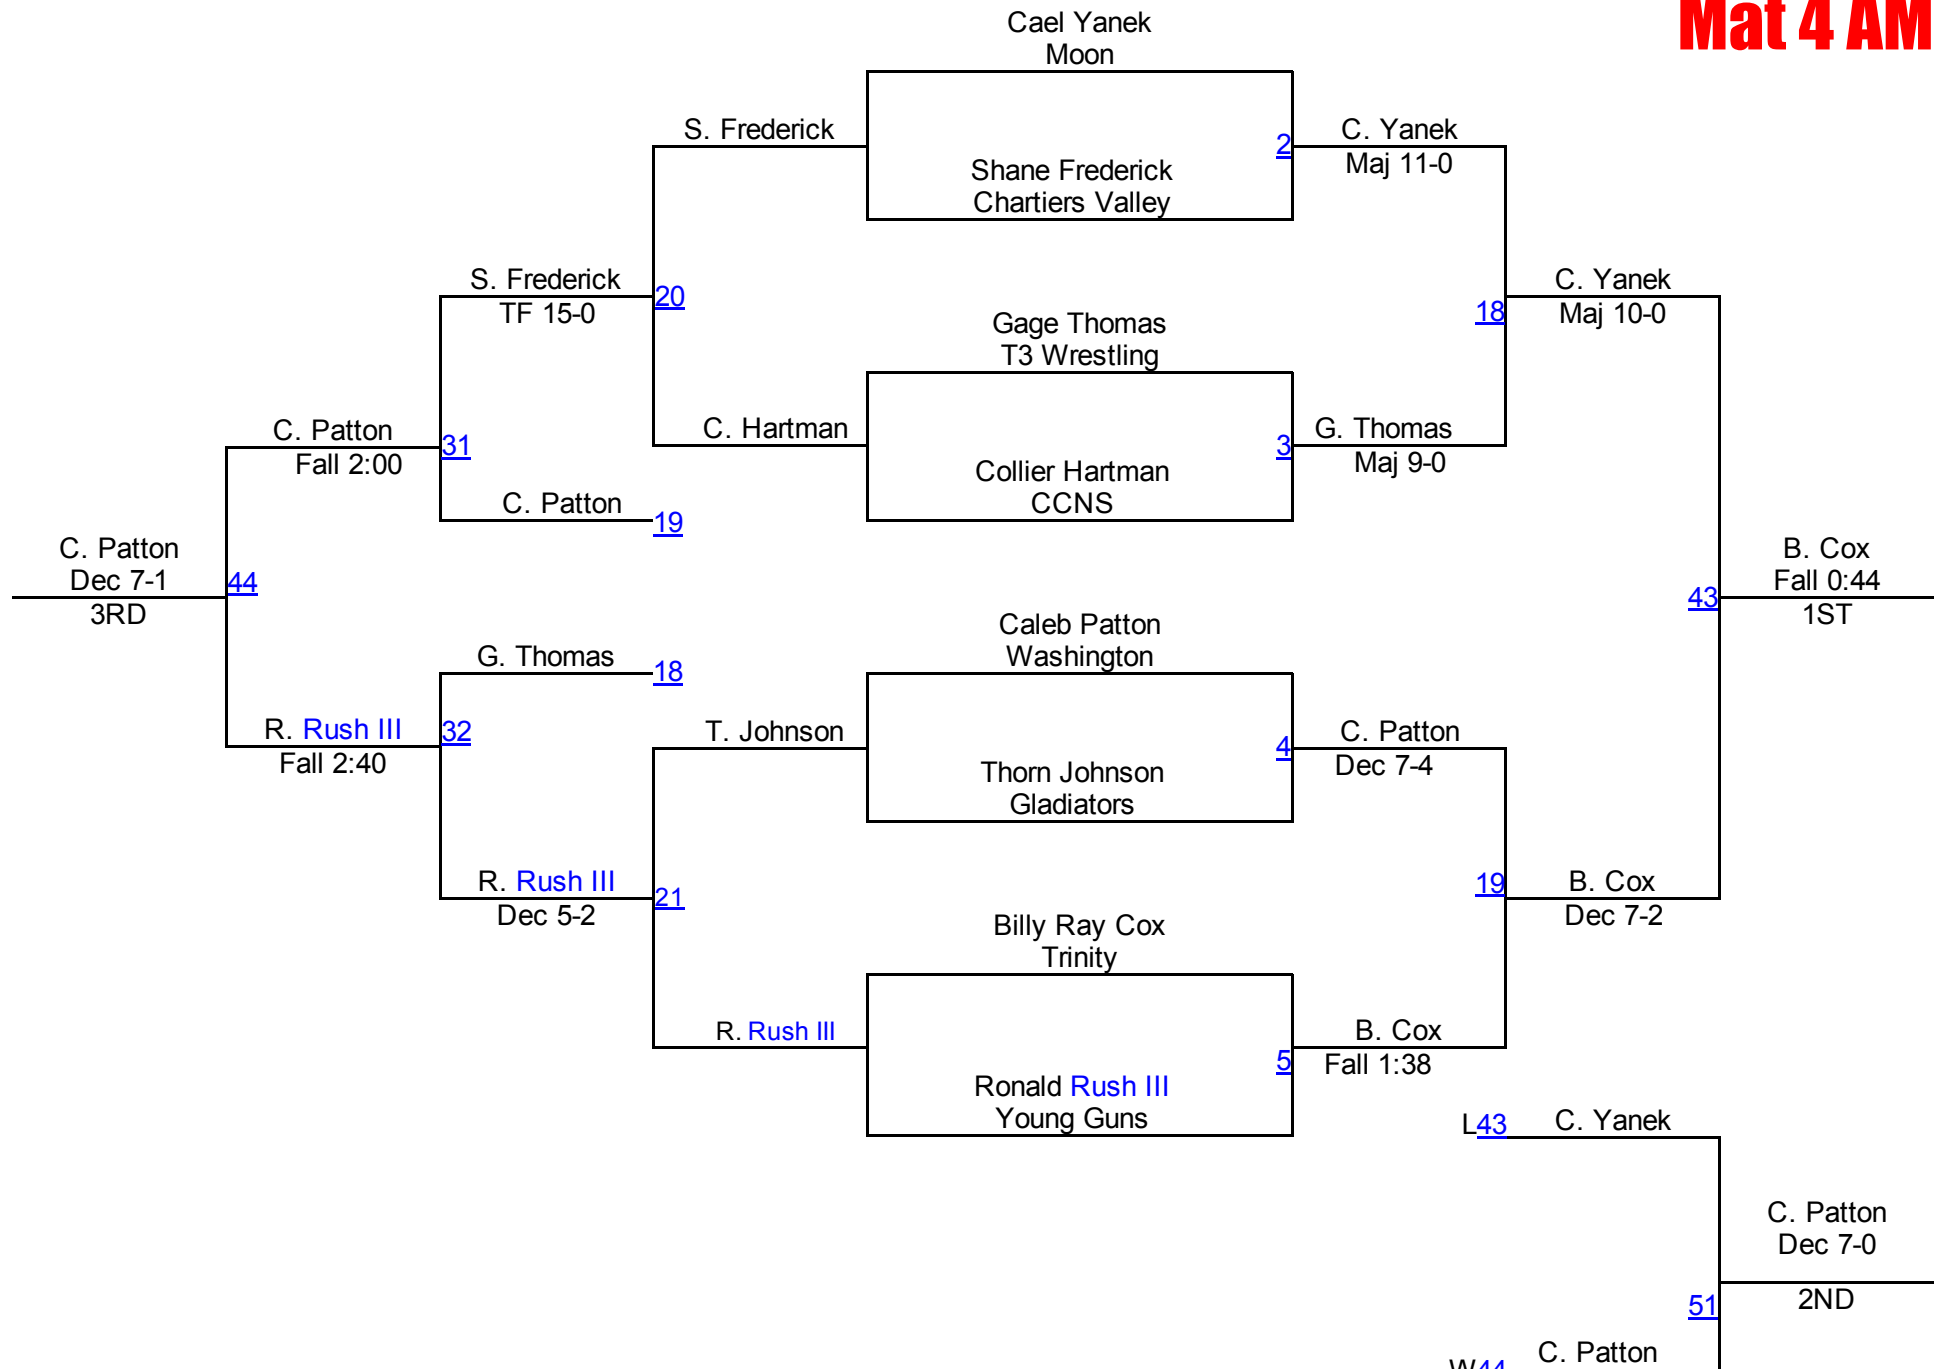 Mat 4 AM
Cael Yanek
Moon
S. Frederick
2
C. Yanek
Maj 11-0
Shane Frederick
Chartiers Valley
S. Frederick
TF 15-0
20
C. Yanek
Maj 10-0
18
Gage Thomas
T3 Wrestling
C. Patton
Fall 2:00
31
C. Hartman
3
G. Thomas
Maj 9-0
Collier Hartman
CCNS
C. Patton
19
C. Patton
Dec 7-1
3RD
44
B. Cox
Fall 0:44
1ST
43
Caleb Patton
Washington
G. Thomas
18
R. Rush III
Fall 2:40
32
T. Johnson
4
C. Patton
Dec 7-4
Thorn Johnson
Gladiators
R. Rush III
Dec 5-2
21
19
B. Cox
Dec 7-2
Billy Ray Cox
Trinity
R. Rush III
5
B. Cox
Fall 1:38
Ronald Rush III
Young Guns
L43
C. Yanek
C. Patton
Dec 7-0
2ND
51
C. Patton
W44